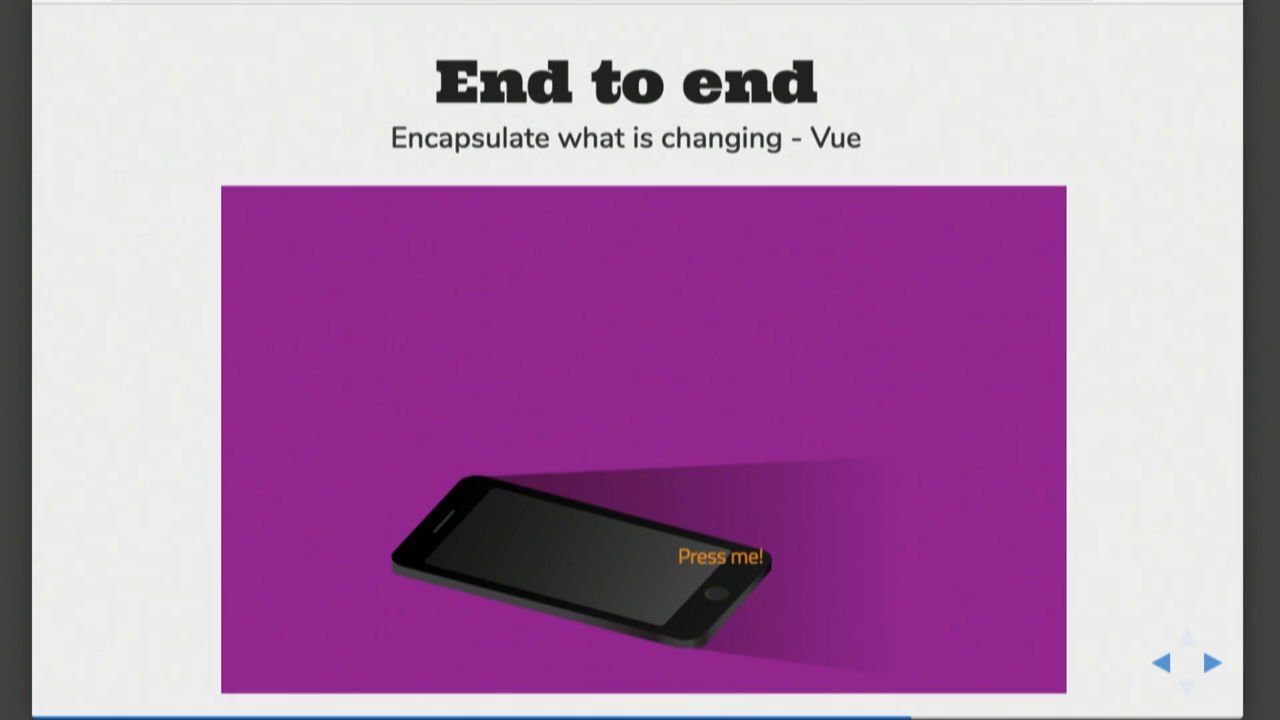 End to end
Encapsulate what is changing - Vue
Press me!